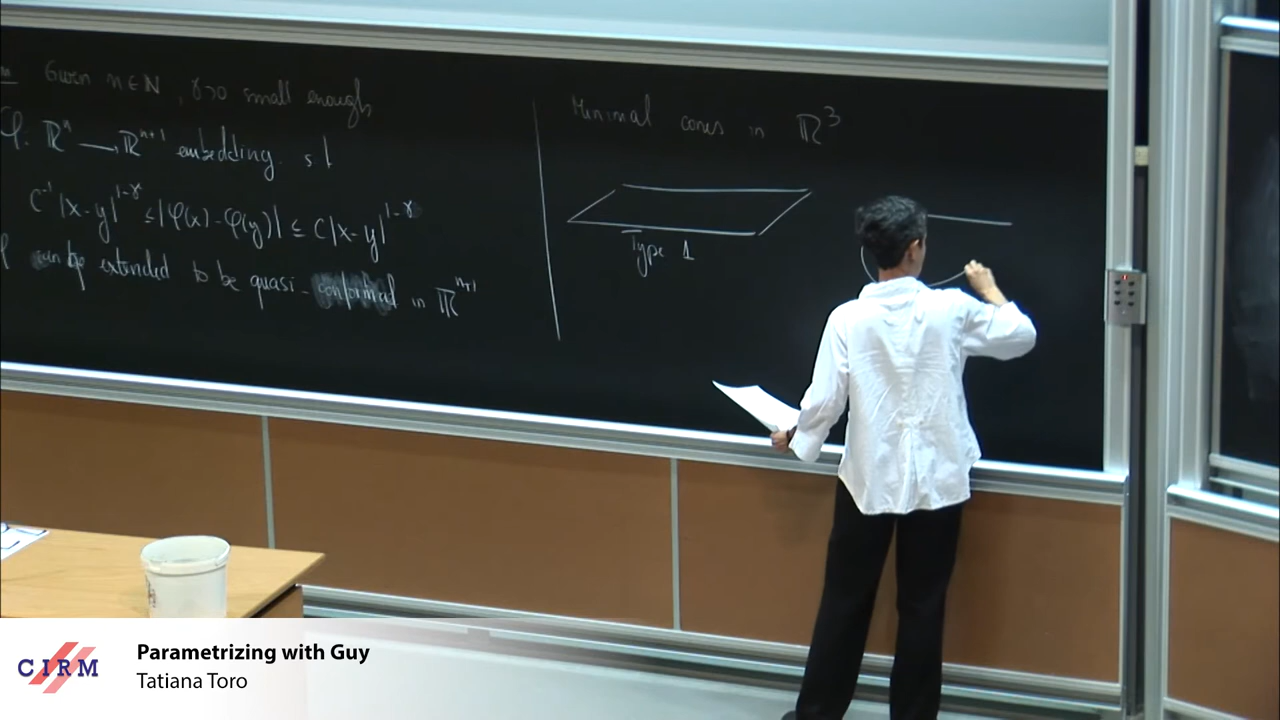 Given n ∈ N, γ>0 small enough,
φ: ℝⁿ → ℝⁿ⁺¹ embedding. s t
C⁻¹|x-y|¹⁻ᵞ ≤ |φ(x) - φ(y)| ≤ C|x-y|¹⁻ᵞ
can be extended to be quasi-conformal in ℝⁿ⁺¹
Minimal cones in ℝ³
Type 1
CIRM
Parametrizing with Guy
Tatiana Toro